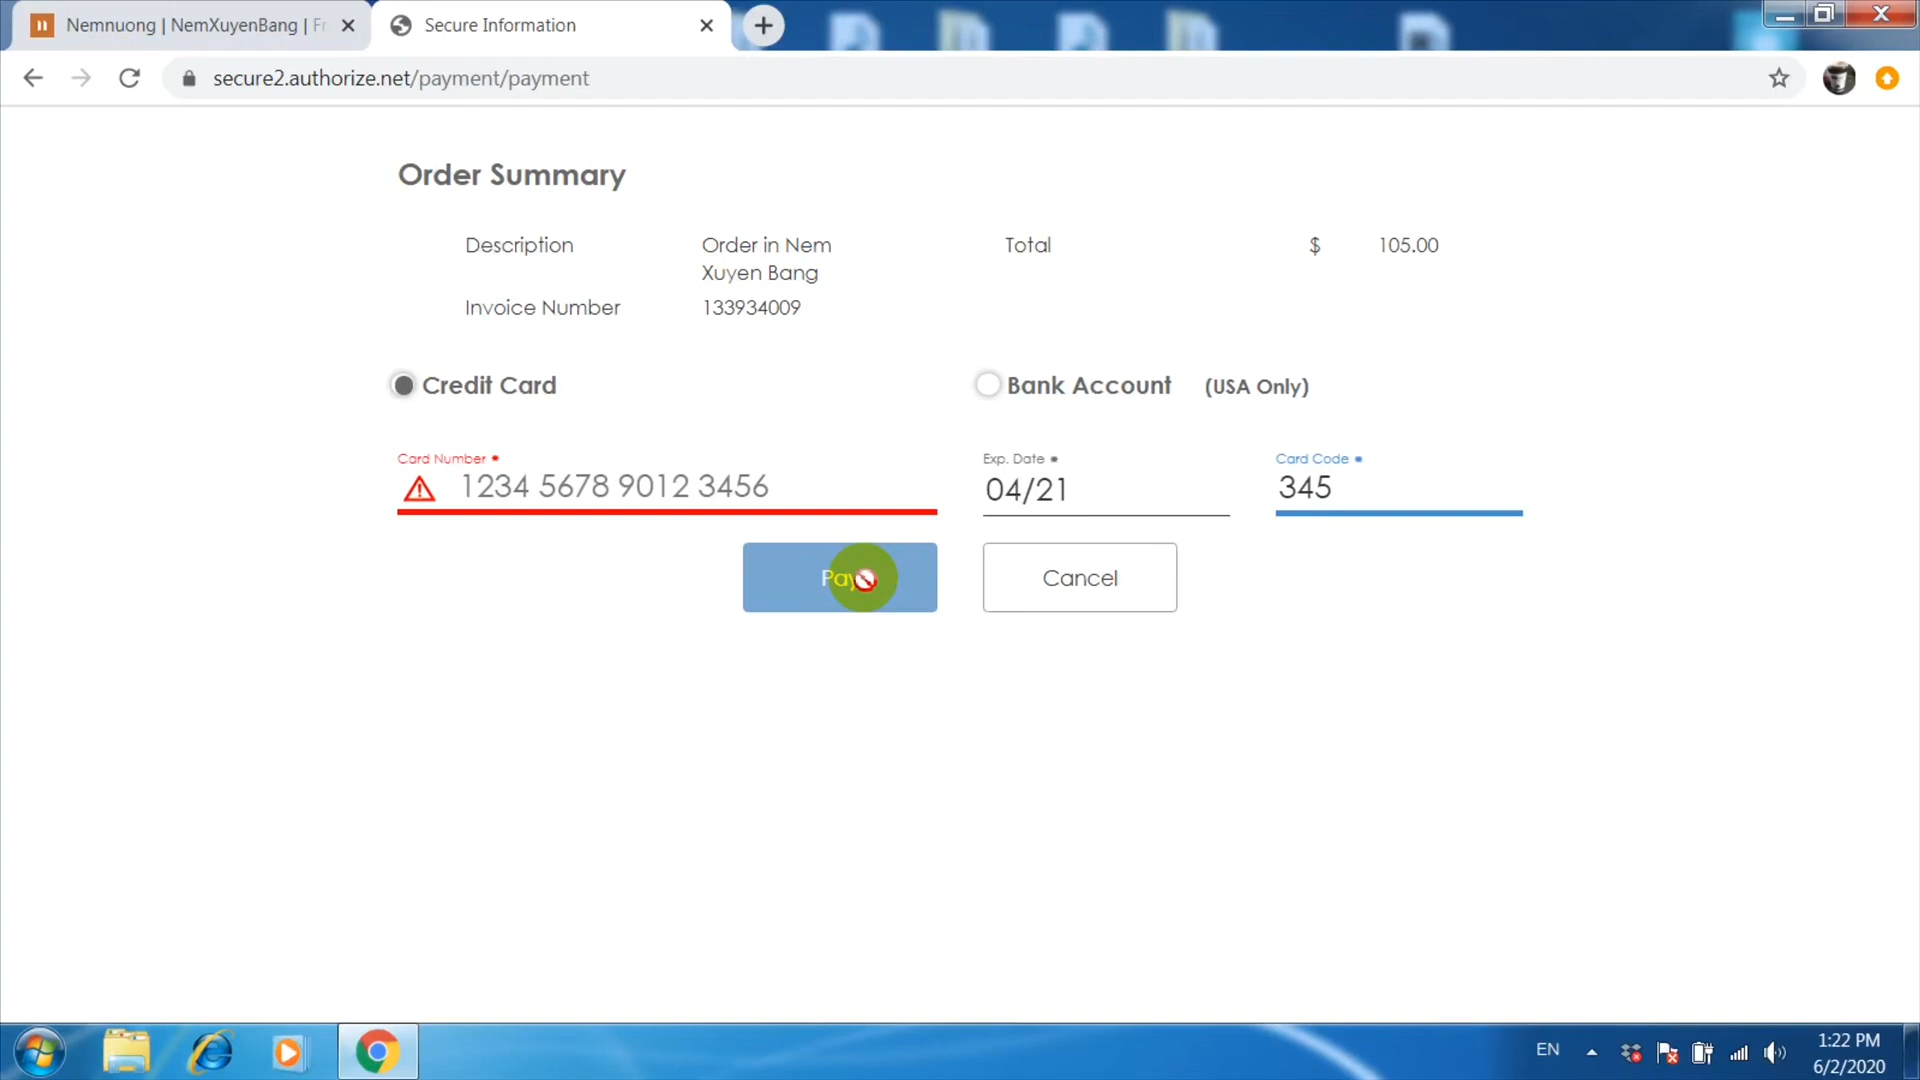 Nemnuong | NemXuyenBang | Fr
Secure Information
secure2.authorize.net/payment/payment
Order Summary
Description Order in Nem Total $ 105.00
Xuyen Bang
Invoice Number 133934009
Credit Card Bank Account (USA Only)
Card Number * Exp. Date * Card Code *
1234 5678 9012 3456 04/21 345
Pay Cancel
EN 1:22 PM
6/2/2020